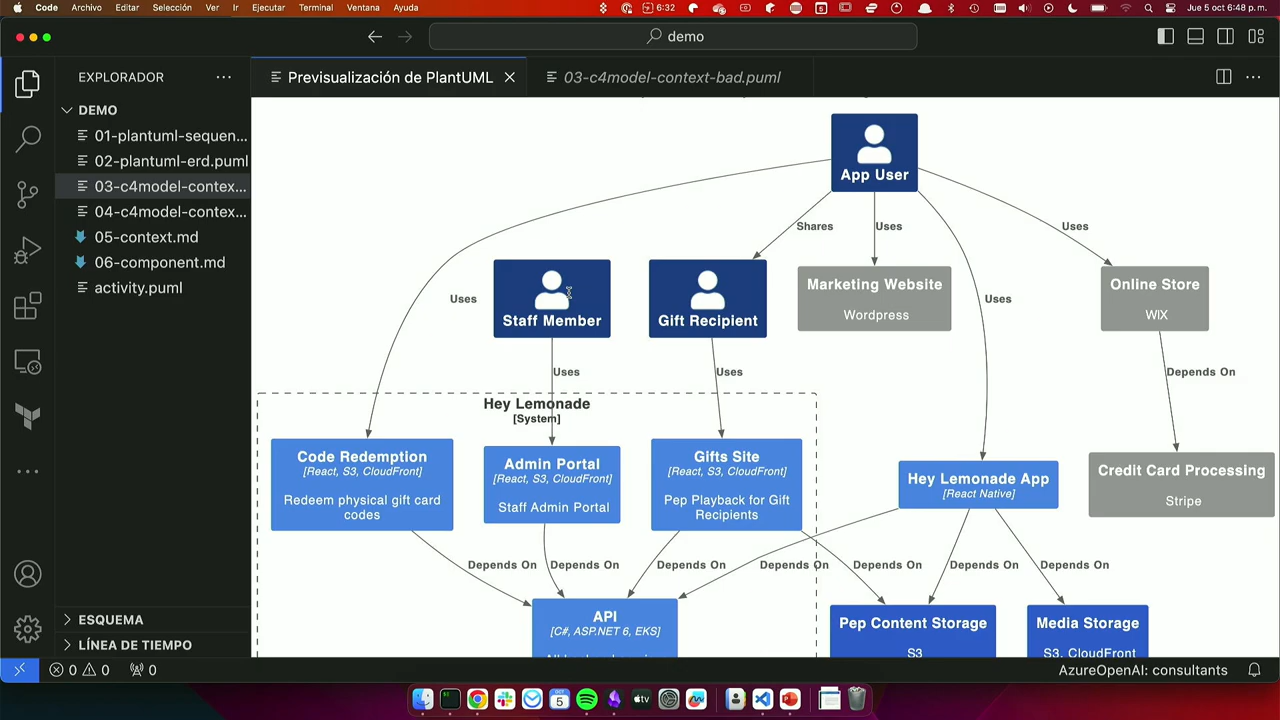 Code Archivo Editar Selección Ver Ir Ejecutar Terminal Ventana Ayuda
6:32
5
Jue 5 oct 6:48 p.m.
demo
EXPLORADOR
Previsualización de PlantUML
03-c4model-context-bad.puml
DEMO
01-plantuml-sequen...
02-plantuml-erd.puml
03-c4model-contex...
04-c4model-contex...
05-context.md
06-component.md
activity.puml
App User
Shares
Uses
Uses
Uses
Uses
Staff Member
Gift Recipient
Marketing Website
Wordpress
Online Store
WIX
Uses
Uses
Depends On
Hey Lemonade
[System]
Code Redemption
[React, S3, CloudFront]
Redeem physical gift card
codes
Admin Portal
[React, S3, CloudFront]
Staff Admin Portal
Gifts Site
[React, S3, CloudFront]
Pep Playback for Gift
Recipients
Hey Lemonade App
[React Native]
Credit Card Processing
Stripe
Depends On
Depends On
Depends On
Depends On
Depends On
Depends On
Depends On
API
[C#, ASP.NET 6, EKS]
Pep Content Storage
S3
Media Storage
S3, CloudFront
ESQUEMA
LÍNEA DE TIEMPO
0 0 0
AzureOpenAI: consultants
OCT
5
tv